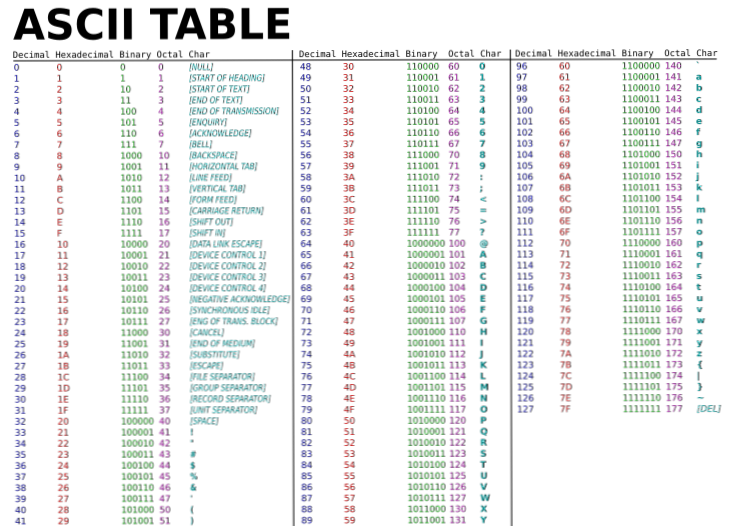 ASCII TABLE
Decimal Hexadecimal Binary Octal Char
0 0 0 0 [NULL]
1 1 1 1 [START OF HEADING]
2 2 10 2 [START OF TEXT]
3 3 11 3 [END OF TEXT]
4 4 100 4 [END OF TRANSMISSION]
5 5 101 5 [ENQUIRY]
6 6 110 6 [ACKNOWLEDGE]
7 7 111 7 [BELL]
8 8 1000 10 [BACKSPACE]
9 9 1001 11 [HORIZONTAL TAB]
10 A 1010 12 [LINE FEED]
11 B 1011 13 [VERTICAL TAB]
12 C 1100 14 [FORM FEED]
13 D 1101 15 [CARRIAGE RETURN]
14 E 1110 16 [SHIFT OUT]
15 F 1111 17 [SHIFT IN]
16 10 10000 20 [DATA LINK ESCAPE]
17 11 10001 21 [DEVICE CONTROL 1]
18 12 10010 22 [DEVICE CONTROL 2]
19 13 10011 23 [DEVICE CONTROL 3]
20 14 10100 24 [DEVICE CONTROL 4]
21 15 10101 25 [NEGATIVE ACKNOWLEDGE]
22 16 10110 26 [SYNCHRONOUS IDLE]
23 17 10111 27 [ENG OF TRANS. BLOCK]
24 18 11000 30 [CANCEL]
25 19 11001 31 [END OF MEDIUM]
26 1A 11010 32 [SUBSTITUTE]
27 1B 11011 33 [ESCAPE]
28 1C 11100 34 [FILE SEPARATOR]
29 1D 11101 35 [GROUP SEPARATOR]
30 1E 11110 36 [RECORD SEPARATOR]
31 1F 11111 37 [UNIT SEPARATOR]
32 20 100000 40 [SPACE]
33 21 100001 41 !
34 22 100010 42 "
35 23 100011 43 #
36 24 100100 44 $
37 25 100101 45 %
38 26 100110 46 &
39 27 100111 47 '
40 28 101000 50 (
41 29 101001 51 )
Decimal Hexadecimal Binary Octal Char
48 30 110000 60 0
49 31 110001 61 1
50 32 110010 62 2
51 33 110011 63 3
52 34 110100 64 4
53 35 110101 65 5
54 36 110110 66 6
55 37 110111 67 7
56 38 111000 70 8
57 39 111001 71 9
58 3A 111010 72 :
59 3B 111011 73 ;
60 3C 111100 74 <
61 3D 111101 75 =
62 3E 111110 76 >
63 3F 111111 77 ?
64 40 1000000 100 @
65 41 1000001 101 A
66 42 1000010 102 B
67 43 1000011 103 C
68 44 1000100 104 D
69 45 1000101 105 E
70 46 1000110 106 F
71 47 1000111 107 G
72 48 1001000 110 H
73 49 1001001 111 I
74 4A 1001010 112 J
75 4B 1001011 113 K
76 4C 1001100 114 L
77 4D 1001101 115 M
78 4E 1001110 116 N
79 4F 1001111 117 O
80 50 1010000 120 P
81 51 1010001 121 Q
82 52 1010010 122 R
83 53 1010011 123 S
84 54 1010100 124 T
85 55 1010101 125 U
86 56 1010110 126 V
87 57 1010111 127 W
88 58 1011000 130 X
89 59 1011001 131 Y
Decimal Hexadecimal Binary Octal Char
96 60 1100000 140 `
97 61 1100001 141 a
98 62 1100010 142 b
99 63 1100011 143 c
100 64 1100100 144 d
101 65 1100101 145 e
102 66 1100110 146 f
103 67 1100111 147 g
104 68 1101000 150 h
105 69 1101001 151 i
106 6A 1101010 152 j
107 6B 1101011 153 k
108 6C 1101100 154 l
109 6D 1101101 155 m
110 6E 1101110 156 n
111 6F 1101111 157 o
112 70 1110000 160 p
113 71 1110001 161 q
114 72 1110010 162 r
115 73 1110011 163 s
116 74 1110100 164 t
117 75 1110101 165 u
118 76 1110110 166 v
119 77 1110111 167 w
120 78 1111000 170 x
121 79 1111001 171 y
122 7A 1111010 172 z
123 7B 1111011 173 {
124 7C 1111100 174 |
125 7D 1111101 175 }
126 7E 1111110 176 ~
127 7F 1111111 177 [DEL]